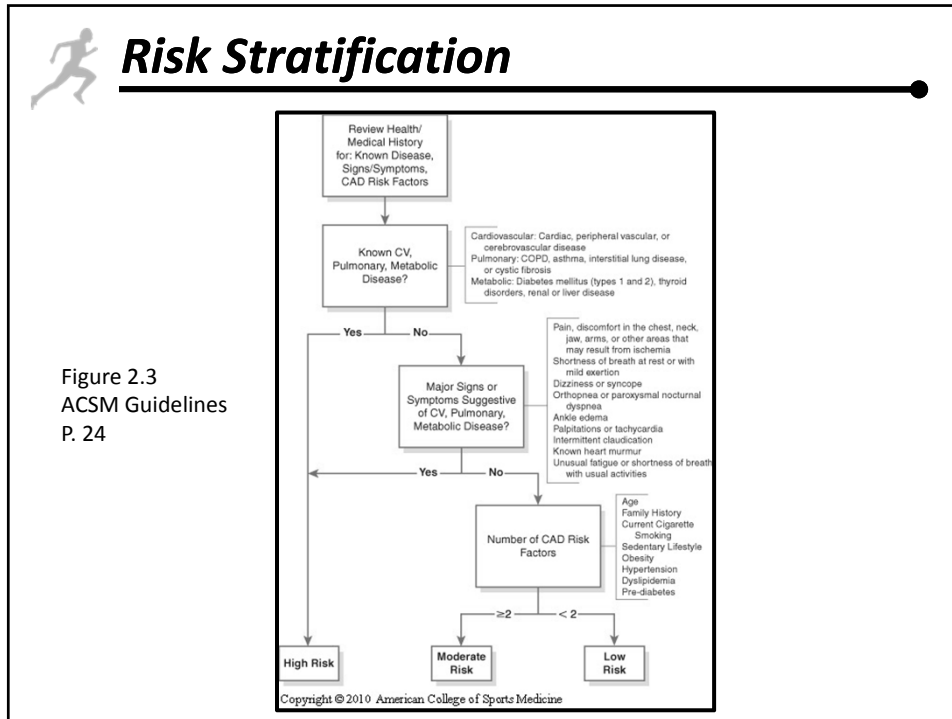 Risk Stratification
Review Health/
Medical History
for: Known Disease,
Signs/Symptoms,
CAD Risk Factors
Known CV,
Pulmonary, Metabolic
Disease?
Cardiovascular: Cardiac, peripheral vascular, or
cerebrovascular disease
Pulmonary: COPD, asthma, interstitial lung disease,
or cystic fibrosis
Metabolic: Diabetes mellitus (types 1 and 2), thyroid
disorders, renal or liver disease
Yes
No
Major Signs or
Symptoms Suggestive
of CV, Pulmonary,
Metabolic Disease?
Pain, discomfort in the chest, neck,
jaw, arms, or other areas that
may result from ischemia
Shortness of breath at rest or with
mild exertion
Dizziness or syncope
Orthopnea or paroxysmal nocturnal
dyspnea
Ankle edema
Palpitations or tachycardia
Intermittent claudication
Known heart murmur
Unusual fatigue or shortness of breath
with usual activities
Figure 2.3
ACSM Guidelines
P. 24
Yes
No
Number of CAD Risk
Factors
Age
Family History
Current Cigarette
Smoking
Sedentary Lifestyle
Obesity
Hypertension
Dyslipidemia
Pre-diabetes
≥2
< 2
High Risk
Moderate
Risk
Low
Risk
Copyright © 2010 American College of Sports Medicine